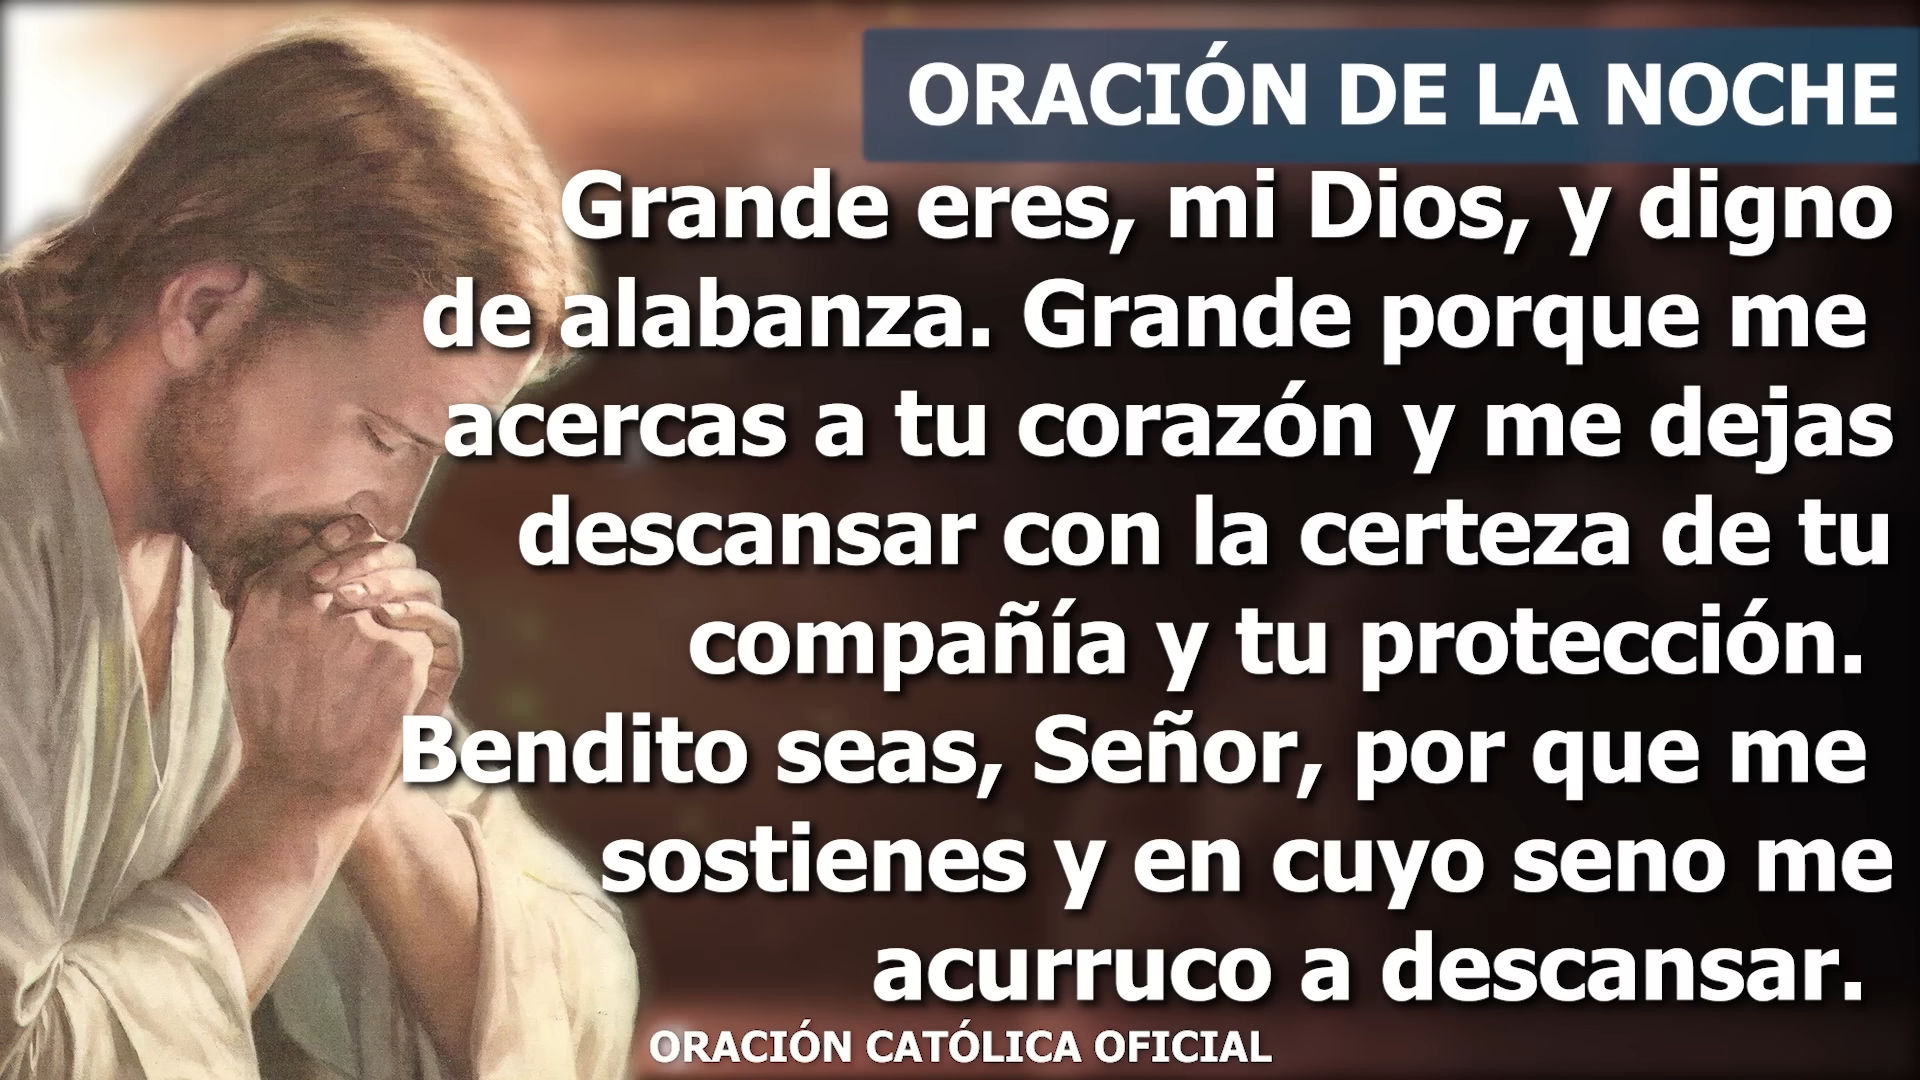 ORACIÓN DE LA NOCHE
Grande eres, mi Dios, y digno
de alabanza. Grande porque me
acercas a tu corazón y me dejas
descansar con la certeza de tu
compañía y tu protección.
Bendito seas, Señor, por que me
sostienes y en cuyo seno me
acurruco a descansar.
ORACIÓN CATÓLICA OFICIAL